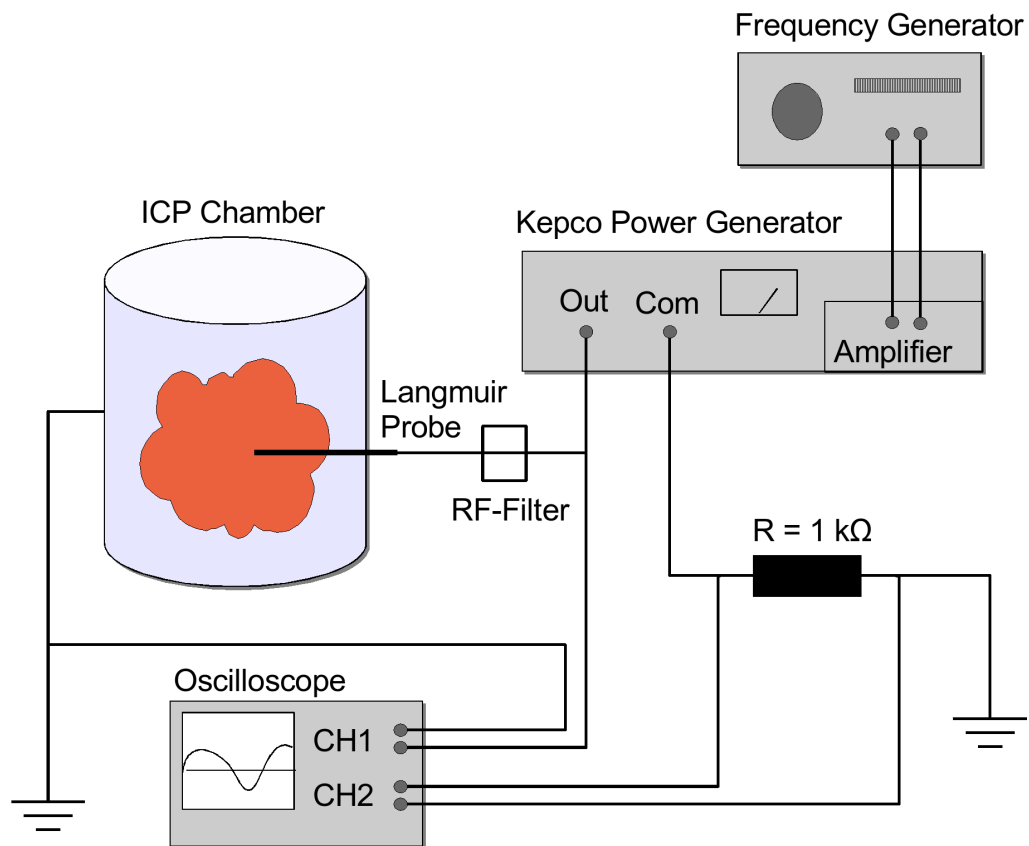 Frequency Generator
ICP Chamber
Kepco Power Generator
Out
Com
Amplifier
Langmuir
Probe
RF-Filter
R = 1 kΩ
Oscilloscope
CH1
CH2